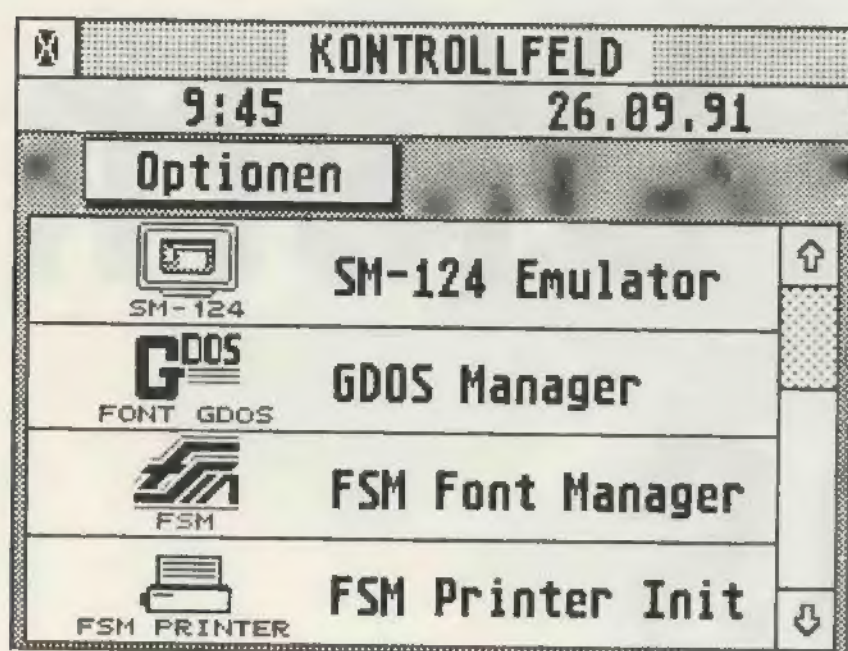 KONTROLLFELD
9:45 26.09.91
Optionen
SM-124 SM-124 Emulator
GDOS
FONT GDOS GDOS Manager
FSM FSM Font Manager
FSM PRINTER FSM Printer Init